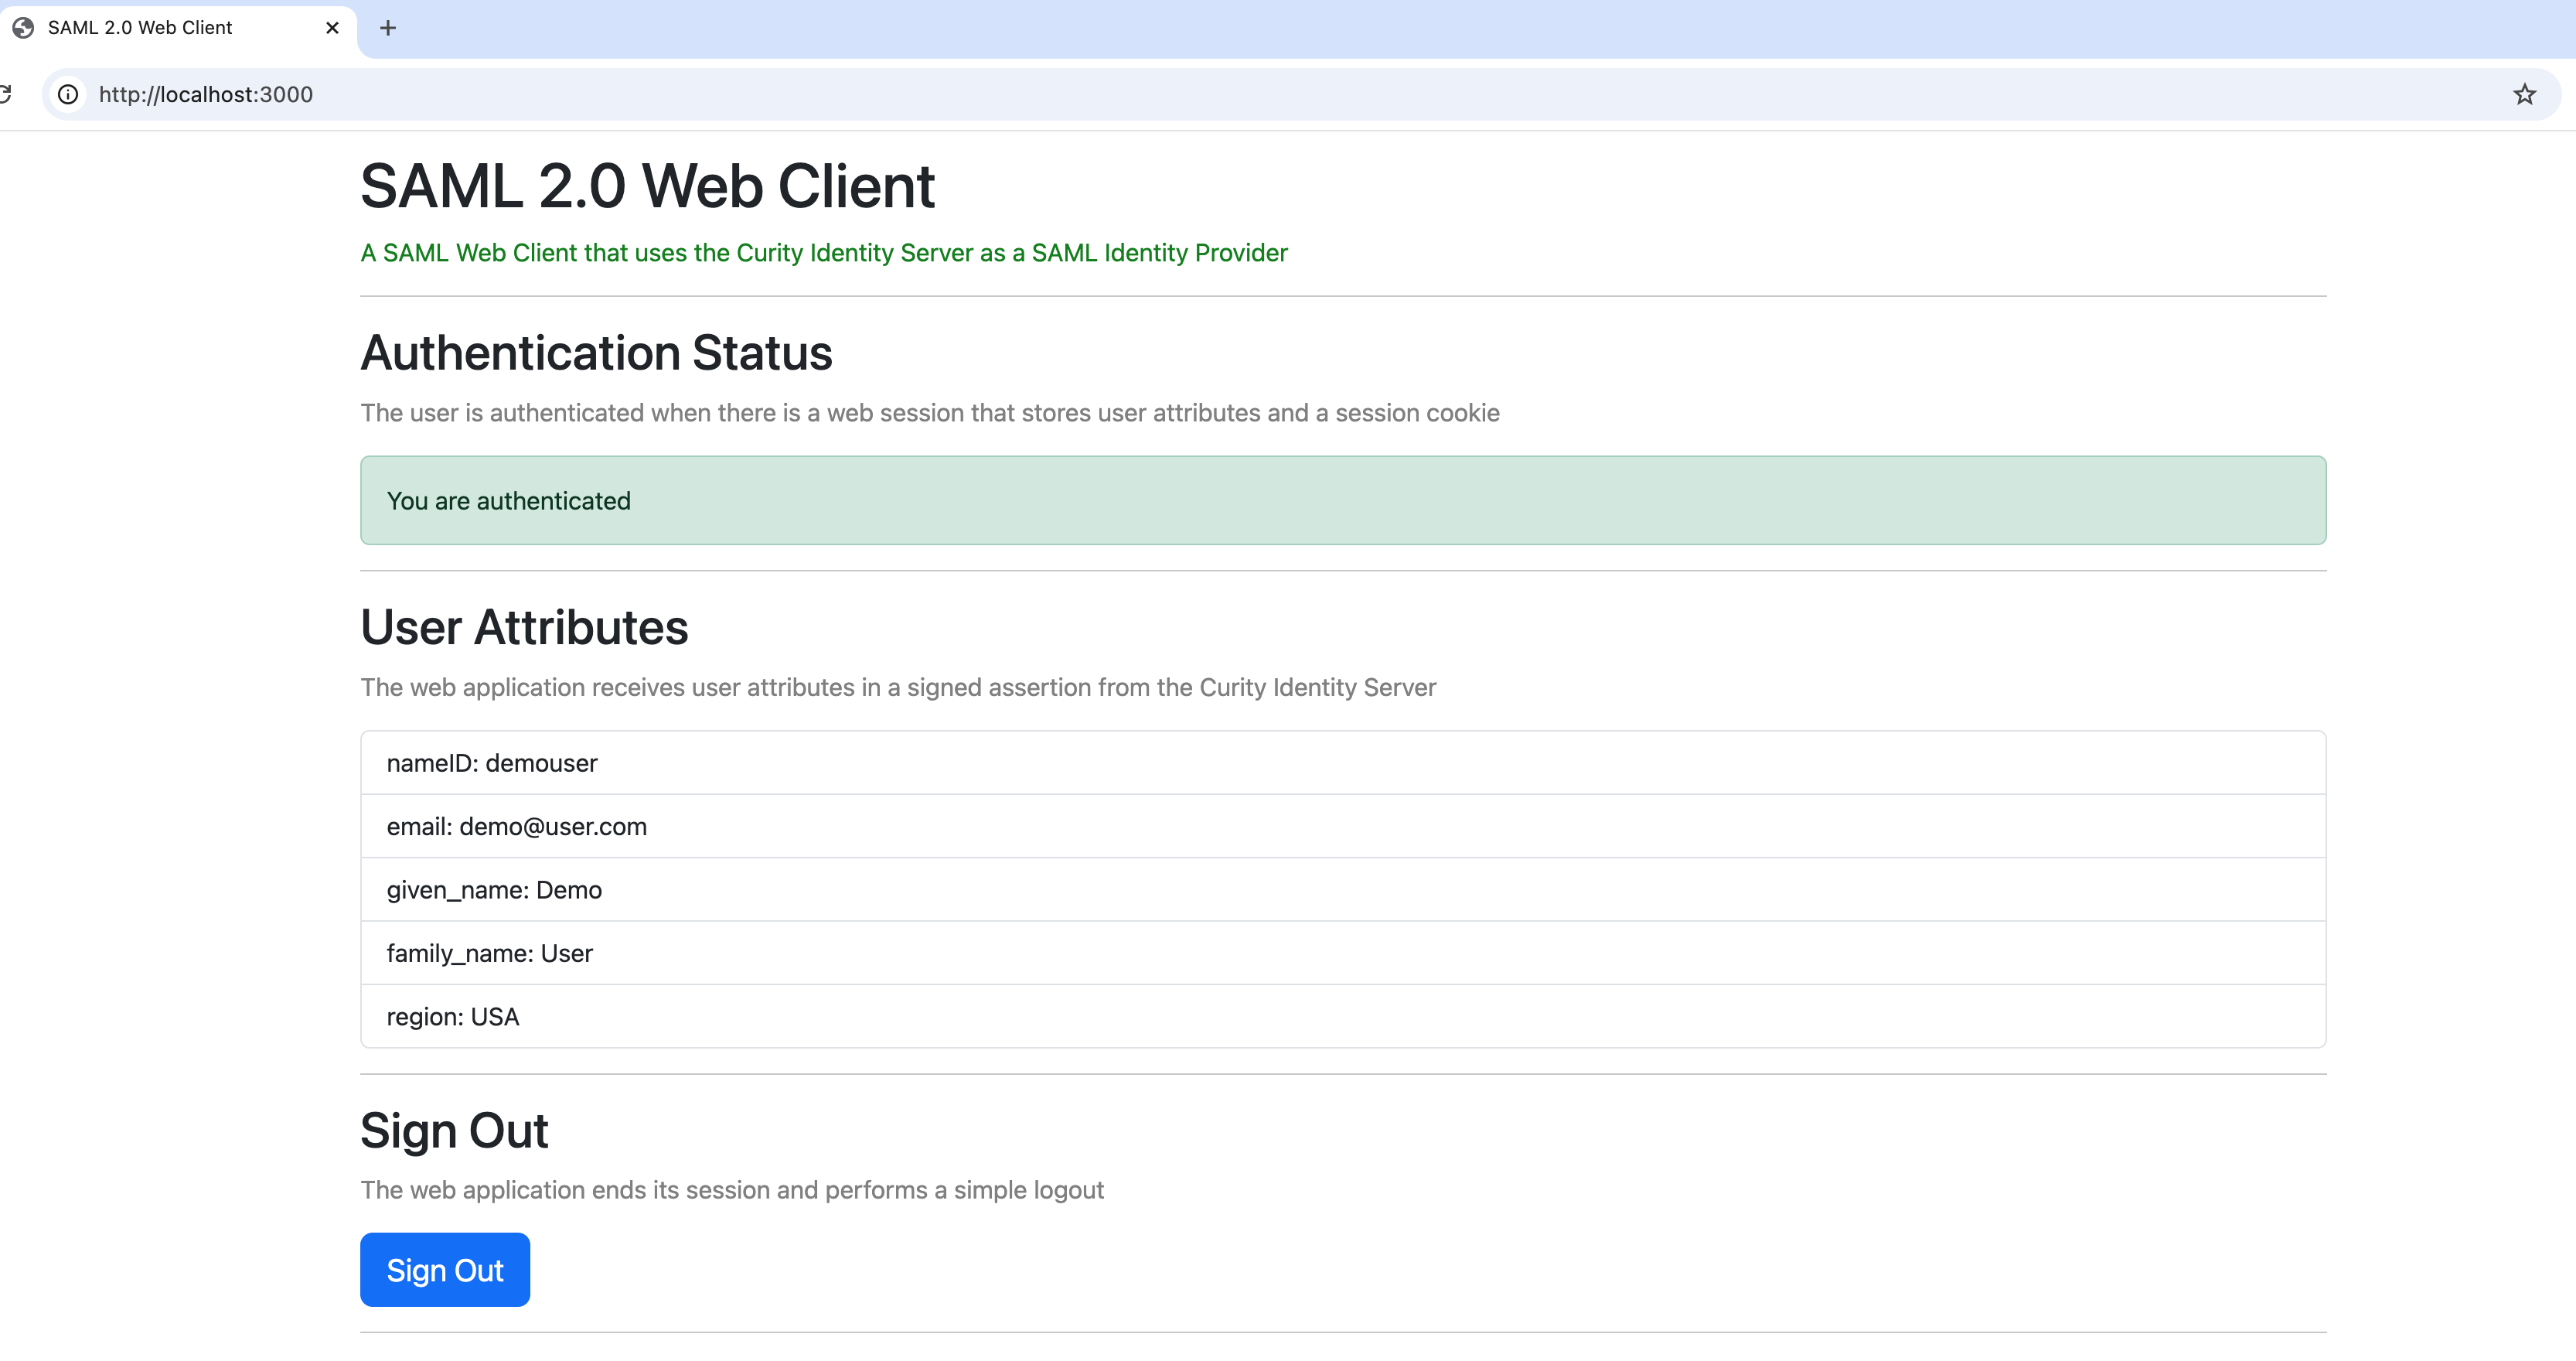 SAML 2.0 Web Client
http://localhost:3000
SAML 2.0 Web Client
A SAML Web Client that uses the Curity Identity Server as a SAML Identity Provider
Authentication Status
The user is authenticated when there is a web session that stores user attributes and a session cookie
You are authenticated
User Attributes
The web application receives user attributes in a signed assertion from the Curity Identity Server
nameID: demouser
email: demo@user.com
given_name: Demo
family_name: User
region: USA
Sign Out
The web application ends its session and performs a simple logout
Sign Out